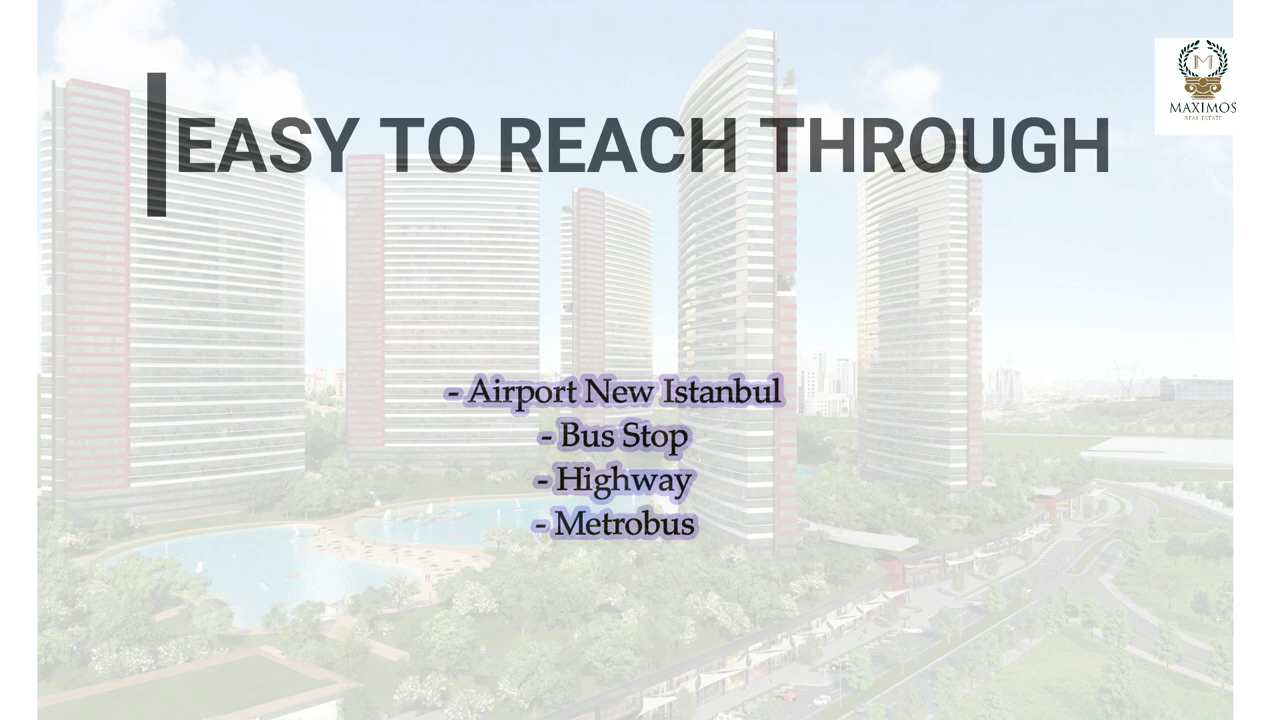 EASY TO REACH THROUGH
M
MAXIMOS
REAL ESTATE
- Airport New Istanbul
- Bus Stop
- Highway
- Metrobus